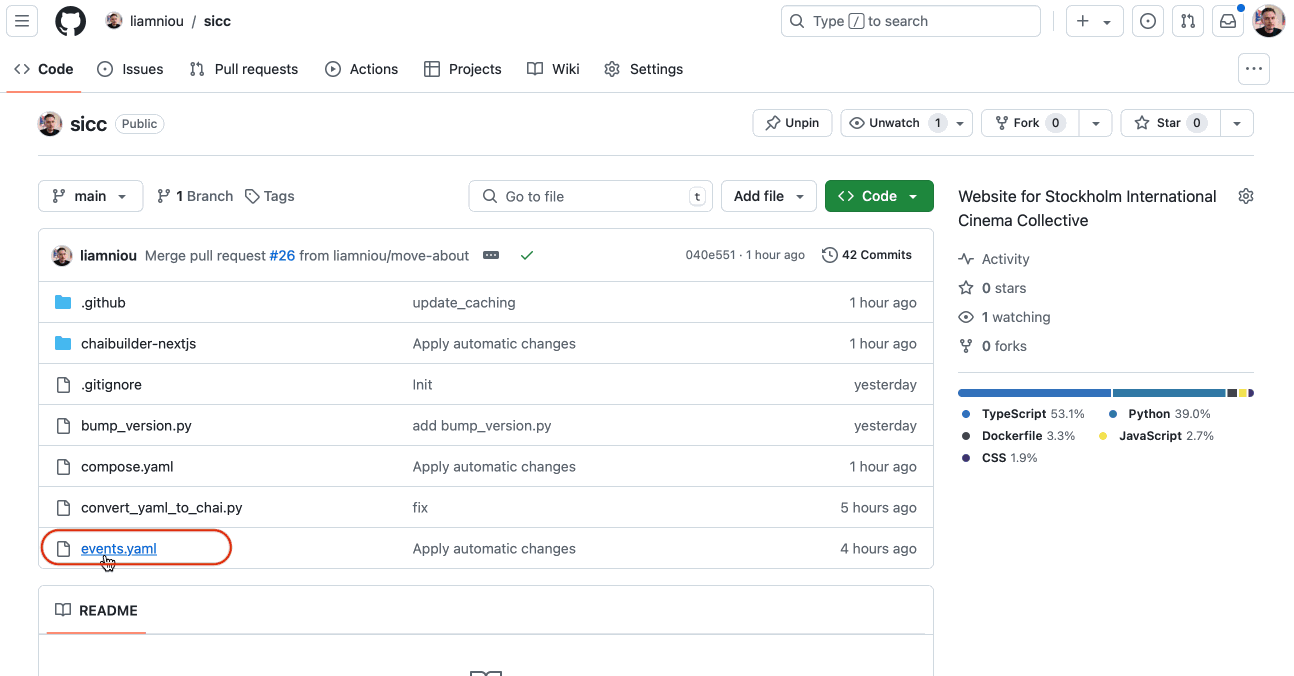 liamniou / sicc
Type / to search
Code Issues Pull requests Actions Projects Wiki Settings
sicc Public
Unpin Unwatch 1 Fork 0 Star 0
main 1 Branch Tags
Go to file t Add file Code
liamniou Merge pull request #26 from liamniou/move-about 040e551 · 1 hour ago 42 Commits
.github update_caching 1 hour ago
chaibuilder-nextjs Apply automatic changes 1 hour ago
.gitignore Init yesterday
bump_version.py add bump_version.py yesterday
compose.yaml Apply automatic changes 1 hour ago
convert_yaml_to_chai.py fix 5 hours ago
events.yaml Apply automatic changes 4 hours ago
README
Website for Stockholm International
Cinema Collective
Activity
0 stars
1 watching
0 forks
TypeScript 53.1% Python 39.0%
Dockerfile 3.3% JavaScript 2.7%
CSS 1.9%